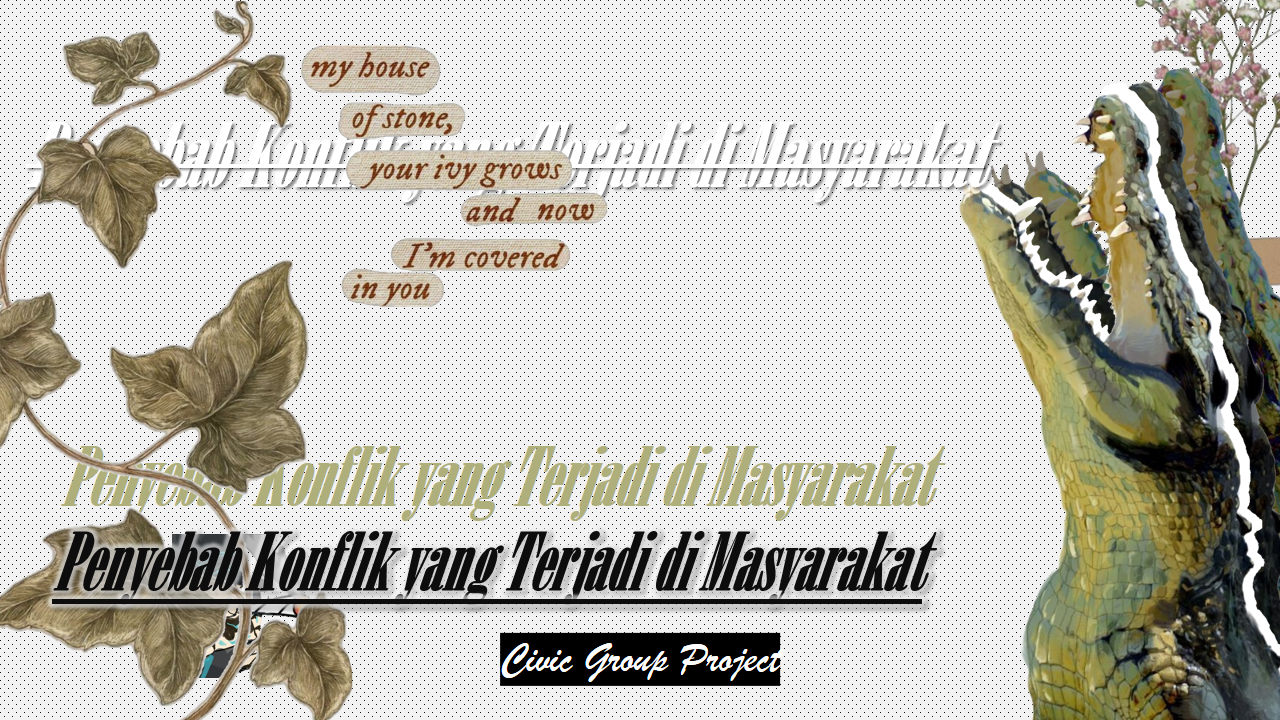 my house
of stone,
Penyebab Konflik yang Terjadi di Masyarakat
your ivy grows
and now
I'm covered
in you
Penyebab Konflik yang Terjadi di Masyarakat
Penyebab Konflik yang Terjadi di Masyarakat
Civic Group Project